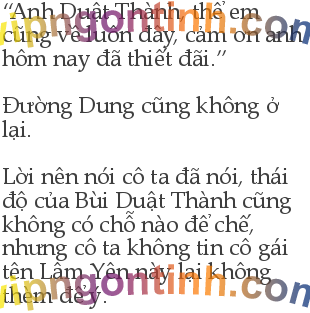 “Anh Duật Thành, thế em
cũng về luôn đây, cảm ơn anh
hôm nay đã thiết đãi.”
Đường Dung cũng không ở
lại.
Lời nên nói cô ta đã nói, thái
độ của Bùi Duật Thành cũng
không có chỗ nào để chế,
nhưng cô ta không tin cô gái
tên Lâm Yên này lại không
thèm để ý.
vipngontinh.com
vipngontinh.com